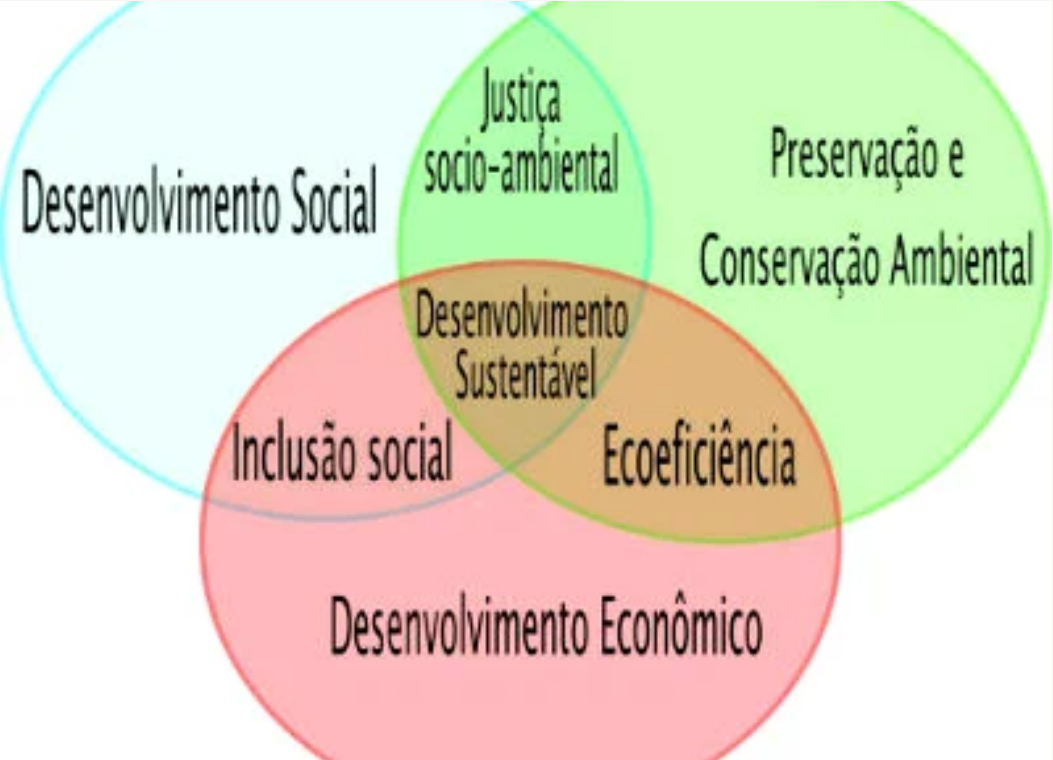 Justiça
socio-ambiental
Desenvolvimento Social
Preservação e
Conservação Ambiental
Desenvolvimento
Sustentável
Inclusão social
Ecoeficiência
Desenvolvimento Econômico